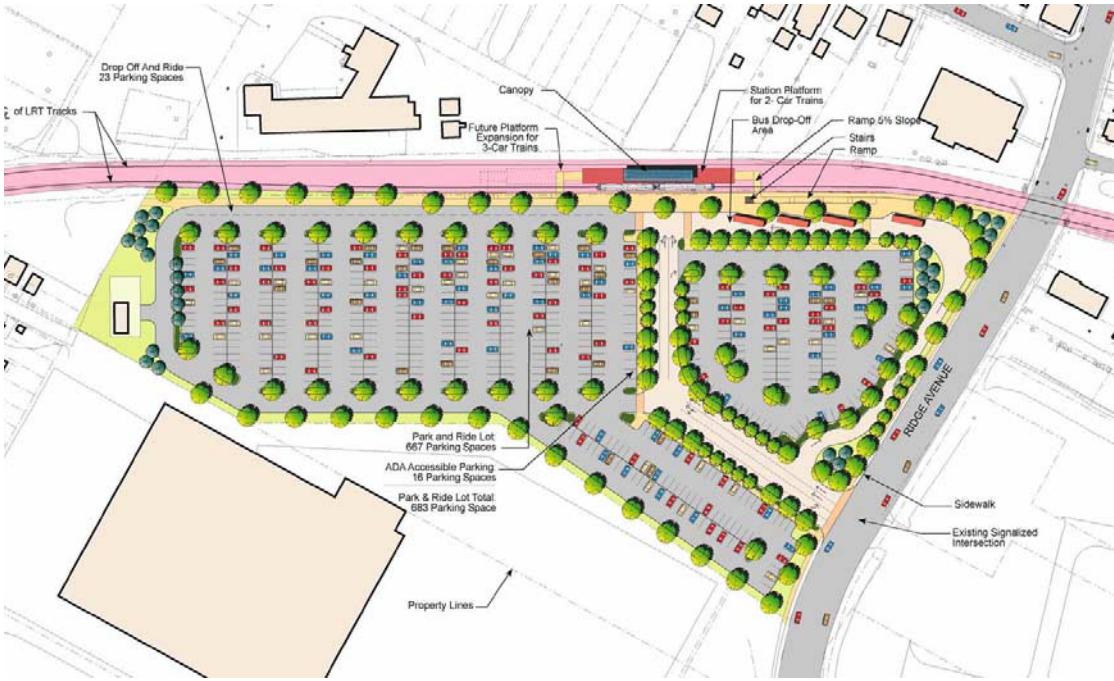 Drop Off And Ride
23 Parking Spaces
of LRT Tracks
Canopy
Future Platform
Expansion for
3-Car Trains
Station Platform
for 2- Car Trains
Bus Drop-Off
Area
Ramp 5% Slope
Stairs
Ramp
Park and Ride Lot
667 Parking Spaces
ADA Accessible Parking
16 Parking Spaces
Park & Ride Lot Total
683 Parking Space
RIDGE AVENUE
Sidewalk
Existing Signalized
Intersection
Property Lines